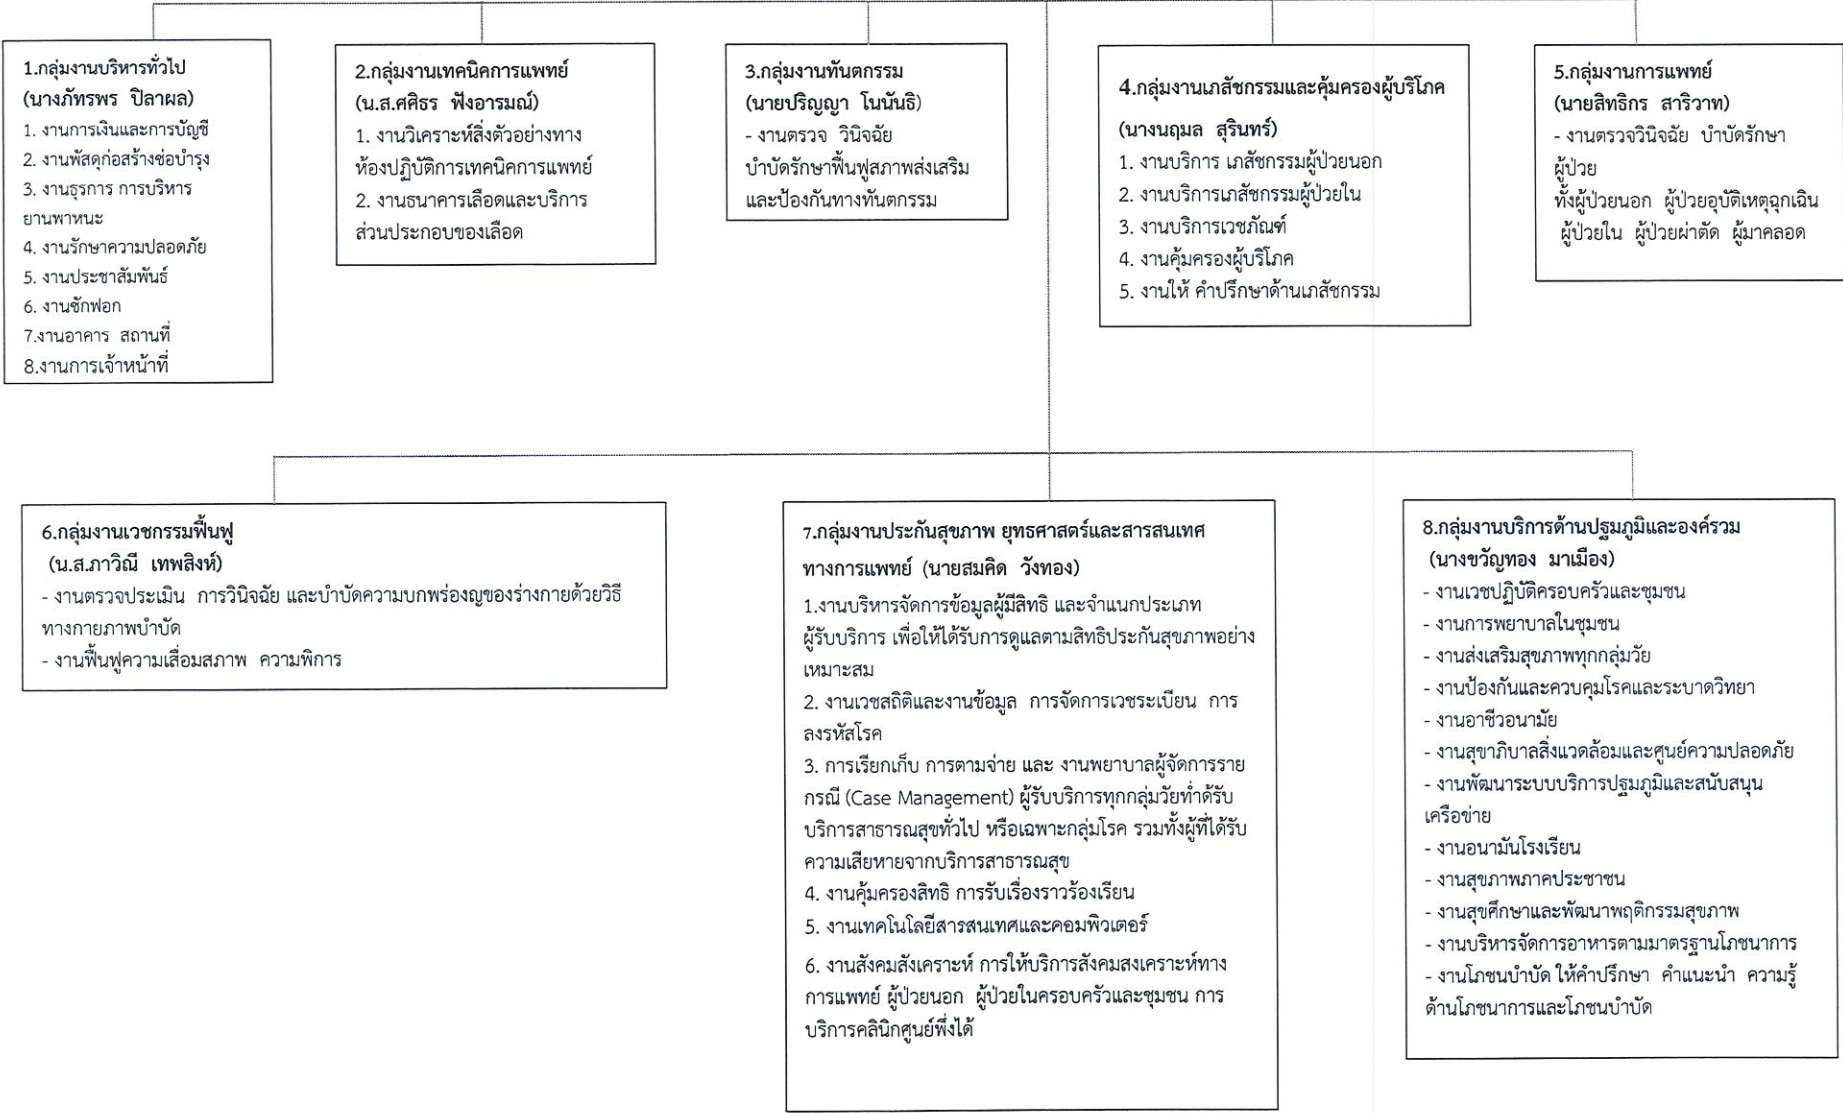 1.กลุ่มงานบริหารทั่วไป
(นางภัทรพร ปิลาผล)
1. งานการเงินและการบัญชี
2. งานพัสดุก่อสร้างซ่อมบำรุง
3. งานธุรการ การบริหาร
ยานพาหนะ
4. งานรักษาความปลอดภัย
5. งานประชาสัมพันธ์
6. งานซักฟอก
7.งานอาคาร สถานที่
8.งานการเจ้าหน้าที่
2.กลุ่มงานเทคนิคการแพทย์
(น.ส.ศศิธร ฟังอารมณ์)
1. งานวิเคราะห์สิ่งตัวอย่างทาง
ห้องปฏิบัติการเทคนิคการแพทย์
2. งานธนาคารเลือดและบริการ
ส่วนประกอบของเลือด
3.กลุ่มงานทันตกรรม
(นายปริญญา โนนันธิ)
- งานตรวจ วินิจฉัย
บำบัดรักษาฟื้นฟูสภาพส่งเสริม
และป้องกันทางทันตกรรม
4.กลุ่มงานเภสัชกรรมและคุ้มครองผู้บริโภค
(นางนฤมล สุรินทร์)
1. งานบริการ เภสัชกรรมผู้ป่วยนอก
2. งานบริการเภสัชกรรมผู้ป่วยใน
3. งานบริการเวชภัณฑ์
4. งานคุ้มครองผู้บริโภค
5. งานให้ คำปรึกษาด้านเภสัชกรรม
5.กลุ่มงานการแพทย์
(นายสิทธิกร สาริวาท)
- งานตรวจวินิจฉัย บำบัดรักษา
ผู้ป่วย
ทั้งผู้ป่วยนอก ผู้ป่วยอุบัติเหตุฉุกเฉิน
ผู้ป่วยใน ผู้ป่วยผ่าตัด ผู้มาคลอด
6.กลุ่มงานเวชกรรมฟื้นฟู
(น.ส.ภาวิณี เทพสิงห์)
- งานตรวจประเมิน การวินิจฉัย และบำบัดความบกพร่องญของร่างกายด้วยวิธี
ทางกายภาพบำบัด
- งานฟื้นฟูความเสื่อมสภาพ ความพิการ
7.กลุ่มงานประกันสุขภาพ ยุทธศาสตร์และสารสนเทศ
ทางการแพทย์ (นายสมคิด วังทอง)
1.งานบริหารจัดการข้อมูลผู้มีสิทธิ และจำแนกประเภท
ผู้รับบริการ เพื่อให้ได้รับการดูแลตามสิทธิประกันสุขภาพอย่าง
เหมาะสม
2. งานเวชสถิติและงานข้อมูล การจัดการเวชระเบียน การ
ลงรหัสโรค
3. การเรียกเก็บ การตามจ่าย และ งานพยาบาลผู้จัดการราย
กรณี (Case Management) ผู้รับบริการทุกกลุ่มวัยทำด้รับ
บริการสาธารณสุขทั่วไป หรือเฉพาะกลุ่มโรค รวมทั้งผู้ที่ได้รับ
ความเสียหายจากบริการสาธารณสุข
4. งานคุ้มครองสิทธิ การรับเรื่องราวร้องเรียน
5. งานเทคโนโลยีสารสนเทศและคอมพิวเตอร์
6. งานสังคมสังเคราะห์ การให้บริการสังคมสงเคราะห์ทาง
การแพทย์ ผู้ป่วยนอก ผู้ป่วยในครอบครัวและชุมชน การ
บริการคลินิกศูนย์พึ่งได้
8.กลุ่มงานบริการด้านปฐมภูมิและองค์รวม
(นางขวัญทอง มาเมือง)
- งานเวชปฏิบัติครอบครัวและชุมชน
- งานการพยาบาลในชุมชน
- งานส่งเสริมสุขภาพทุกกลุ่มวัย
- งานป้องกันและควบคุมโรคและระบาดวิทยา
- งานอาชีวอนามัย
- งานสุขาภิบาลสิ่งแวดล้อมและศูนย์ความปลอดภัย
- งานพัฒนาระบบบริการปฐมภูมิและสนับสนุน
เครือข่าย
- งานอนามันโรงเรียน
- งานสุขภาพภาคประชาชน
- งานสุขศึกษาและพัฒนาพฤติกรรมสุขภาพ
- งานบริหารจัดการอาหารตามมาตรฐานโภชนาการ
- งานโภชนบำบัด ให้คำปรึกษา คำแนะนำ ความรู้
ด้านโภชนาการและโภชนบำบัด